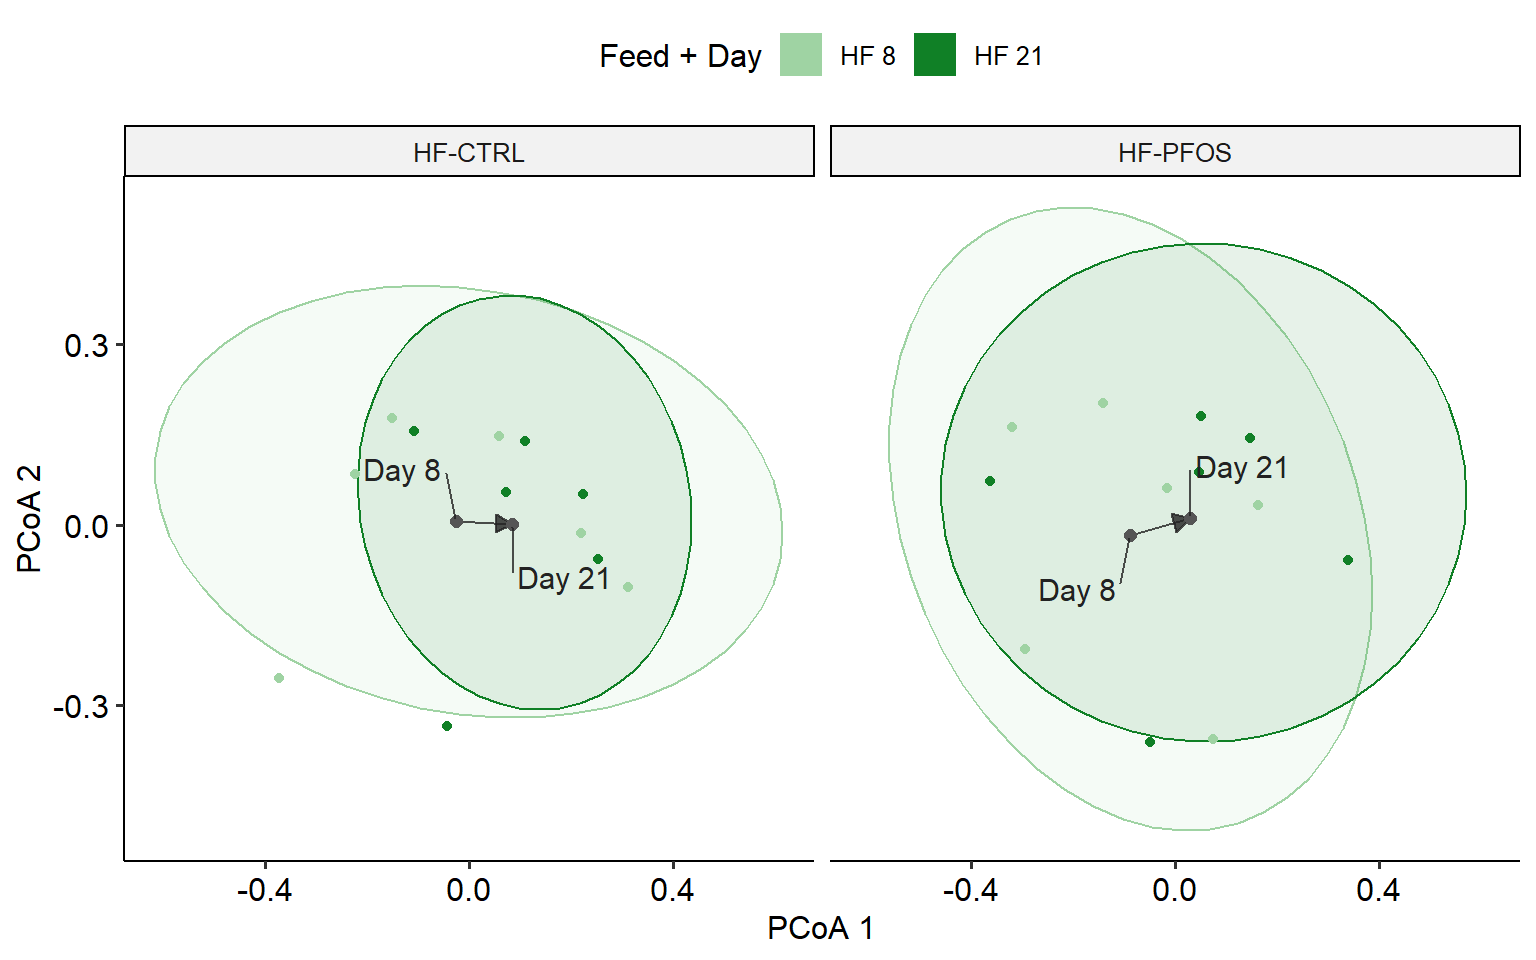 Feed + Day HF 8 HF 21
HF-CTRL HF-PFOS
PCoA 2
0.3
0.0
-0.3
Day 8
Day 21
Day 21
Day 8
-0.4 0.0 0.4 -0.4 0.0 0.4
PCoA 1